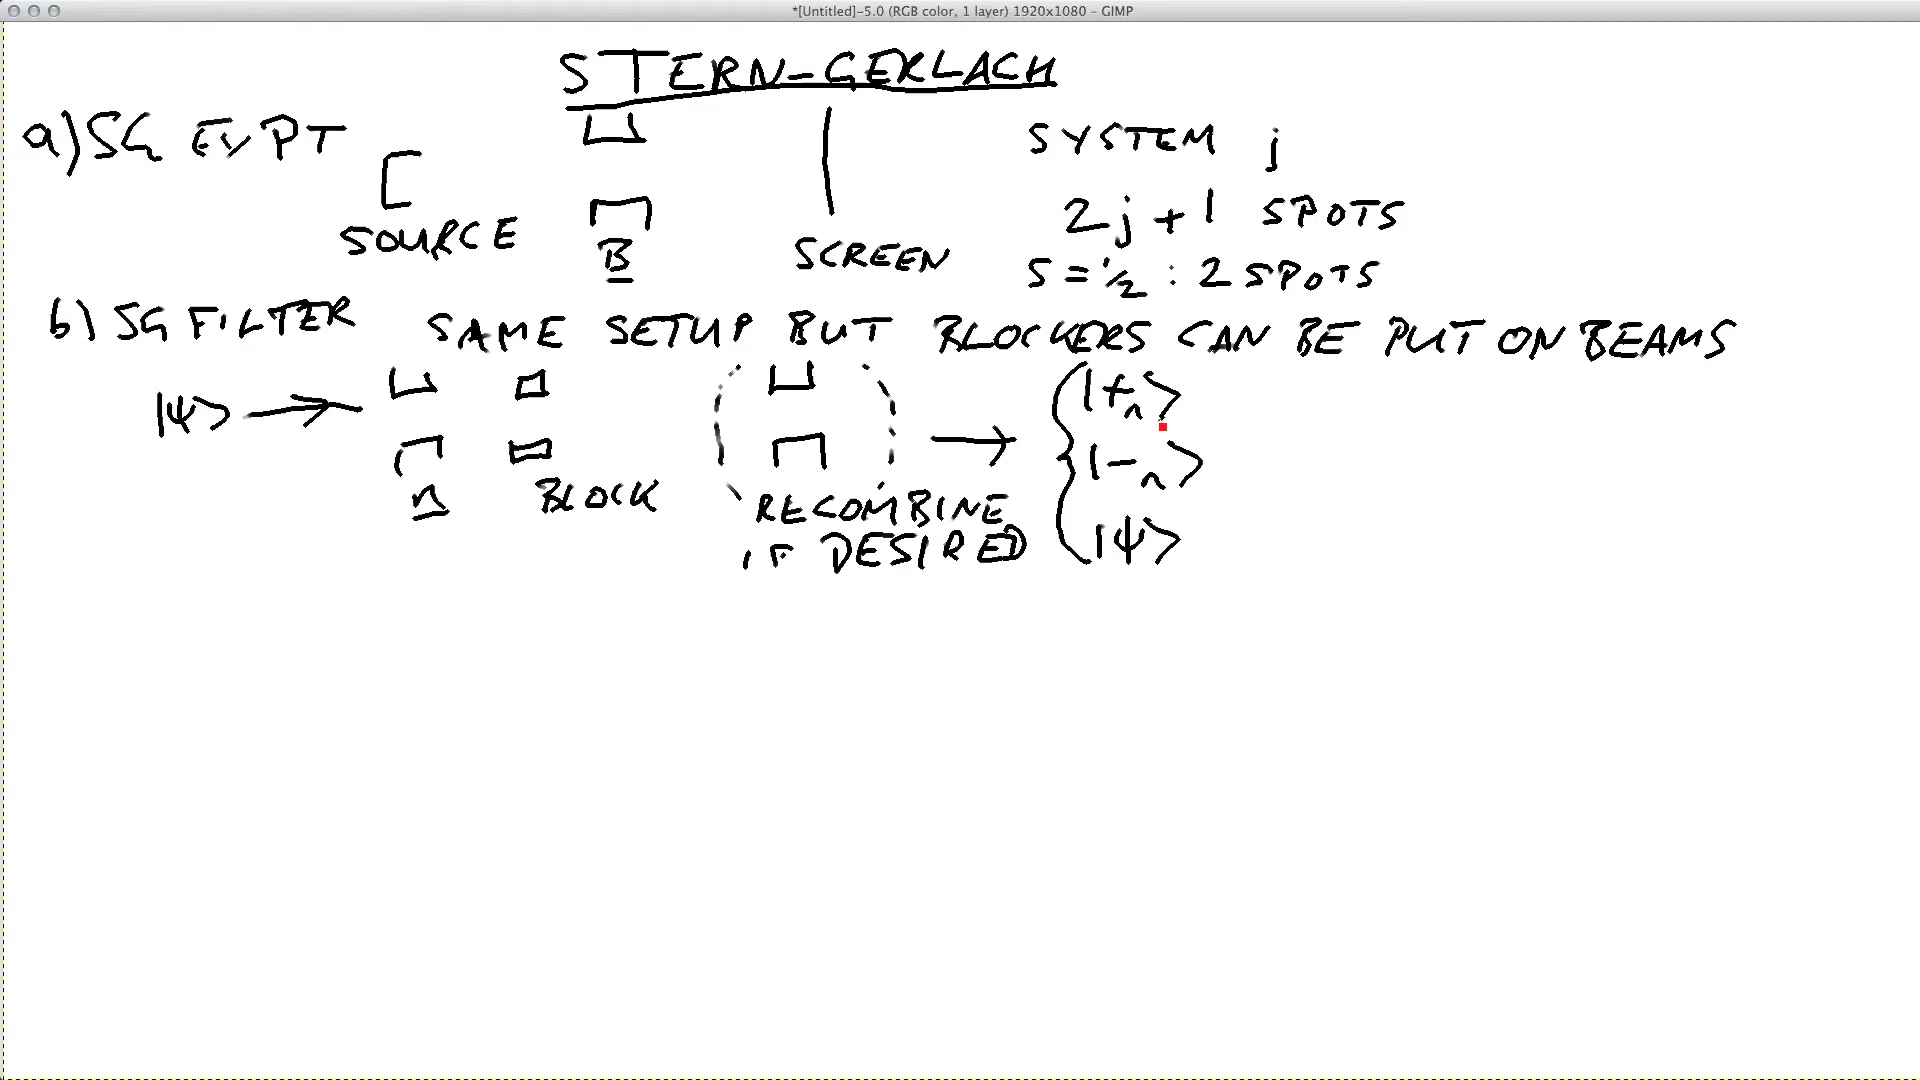 *[Untitled]-5.0 (RGB color, 1 layer) 1920x1080 – GIMP
STERN-GERLACH
a) SG EXPT
SOURCE
B
SCREEN
SYSTEM j
2j + 1 SPOTS
S = 1/2 : 2 SPOTS
b) SG FILTER SAME SETUP BUT BLOCKERS CAN BE PUT ON BEAMS
|ψ>
n
BLOCK
RECOMBINE
IF DESIRED
|+n>
|-n>
|ψ>